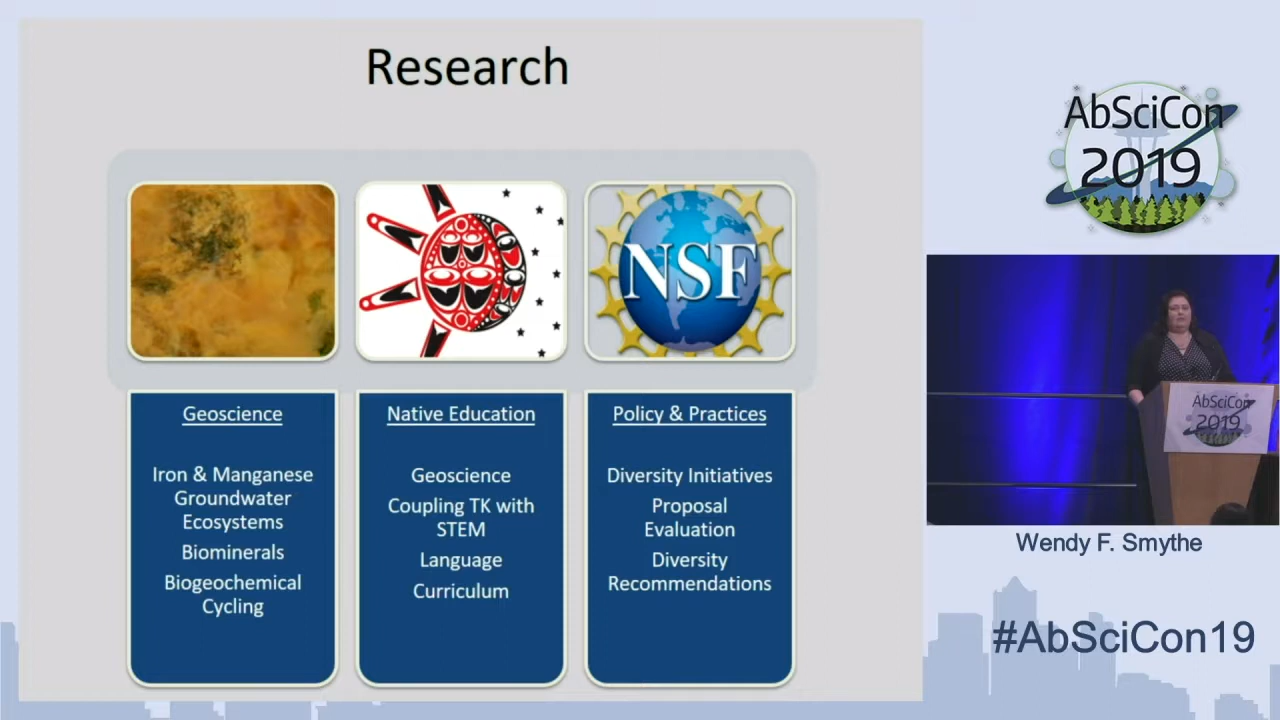 Research
NSF
Geoscience
Iron & Manganese
Groundwater
Ecosystems
Biominerals
Biogeochemical
Cycling
Native Education
Geoscience
Coupling TK with
STEM
Language
Curriculum
Policy & Practices
Diversity Initiatives
Proposal
Evaluation
Diversity
Recommendations
AbSciCon
2019
AbSciCon
2019
Wendy F. Smythe
#AbSciCon19